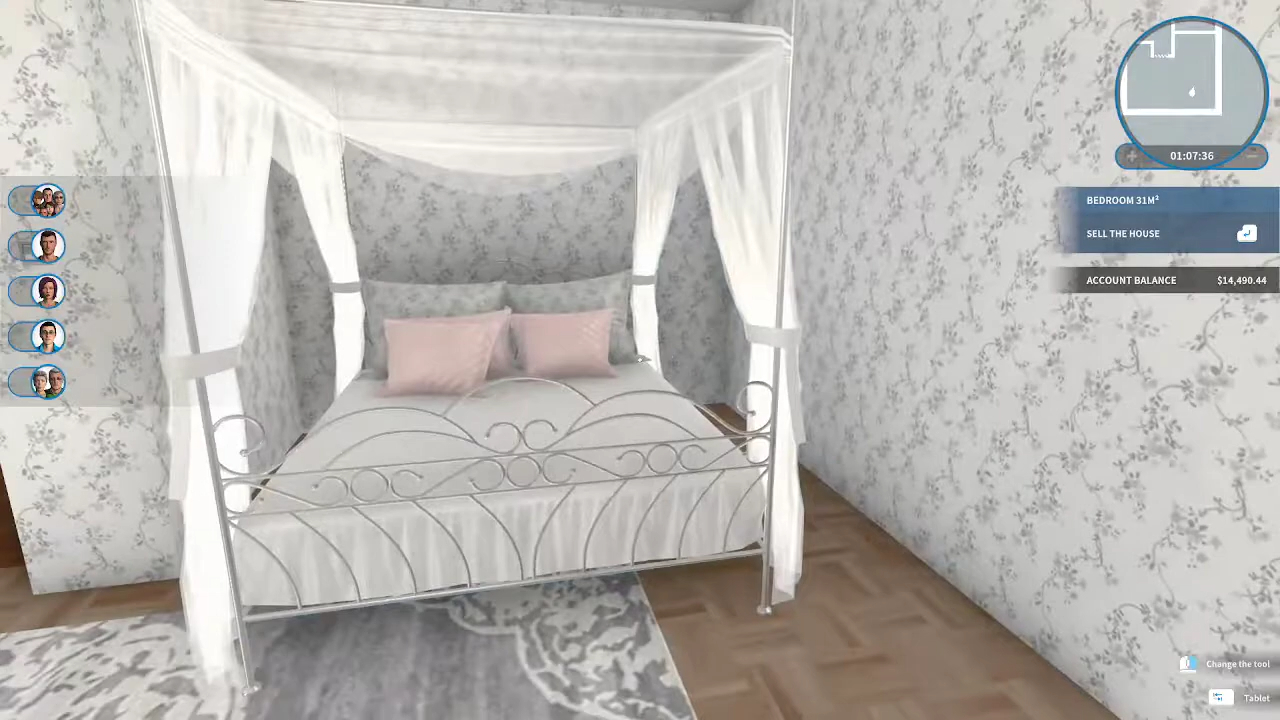 01:07:36
BEDROOM 31M²
SELL THE HOUSE
ACCOUNT BALANCE $14,490.44
Change the tool
Tablet